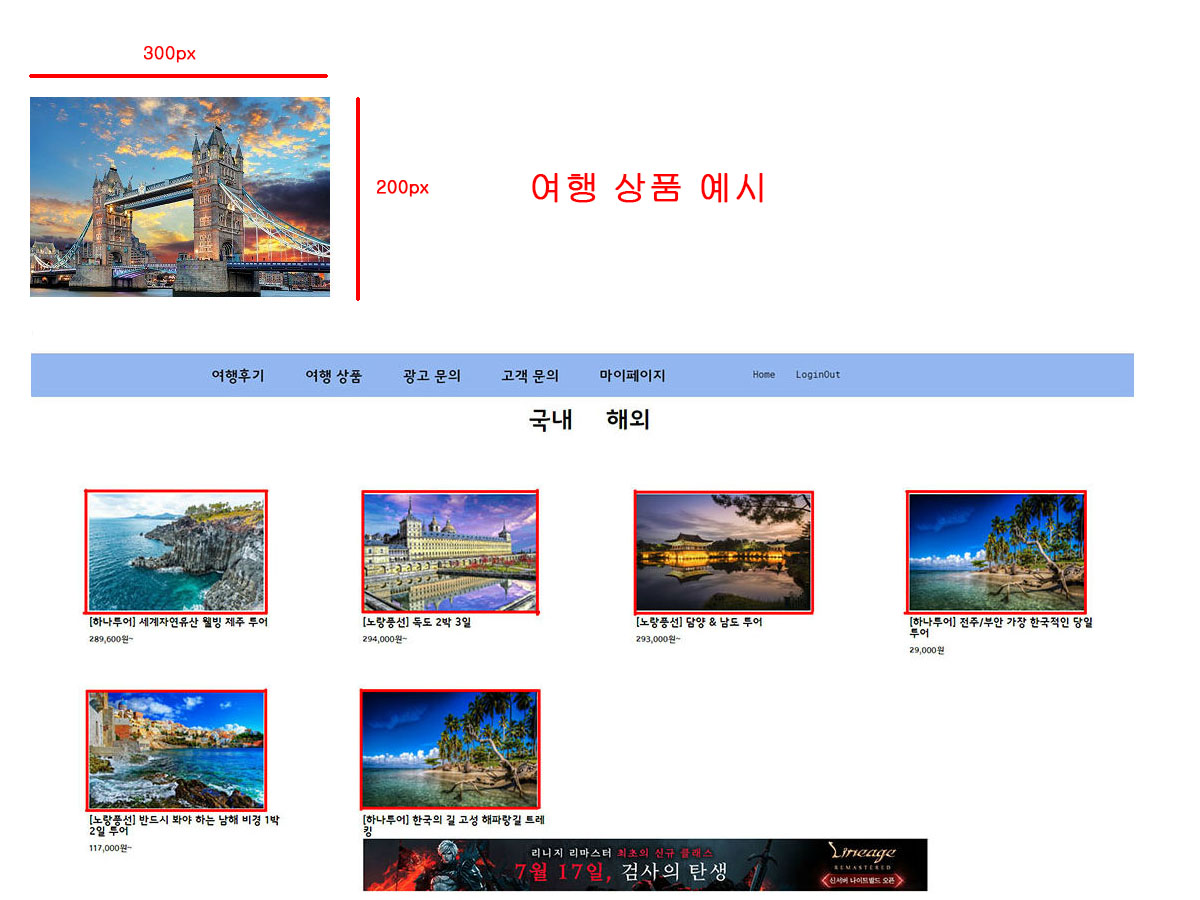 300px
200px
여행 상품 예시
여행후기 여행 상품 광고 문의 고객 문의 마이페이지 Home LoginOut
국내 해외
[하나투어] 세계자연유산 웰빙 제주 투어
289,600원~
[노랑풍선] 독도 2박 3일
294,000원~
[노랑풍선] 담양 & 남도 투어
293,000원~
[하나투어] 전주/부안 가장 한국적인 당일
투어
29,000원
[노랑풍선] 반드시 봐야 하는 남해 비경 1박
2일 투어
117,000원~
[하나투어] 한국의 길 고성 해파랑길 트레
킹
리니지 리마스터 최초의 신규 클래스
7월 17일, 검사의 탄생
Lineage
REMASTERED
신서버 나이트발드 오픈